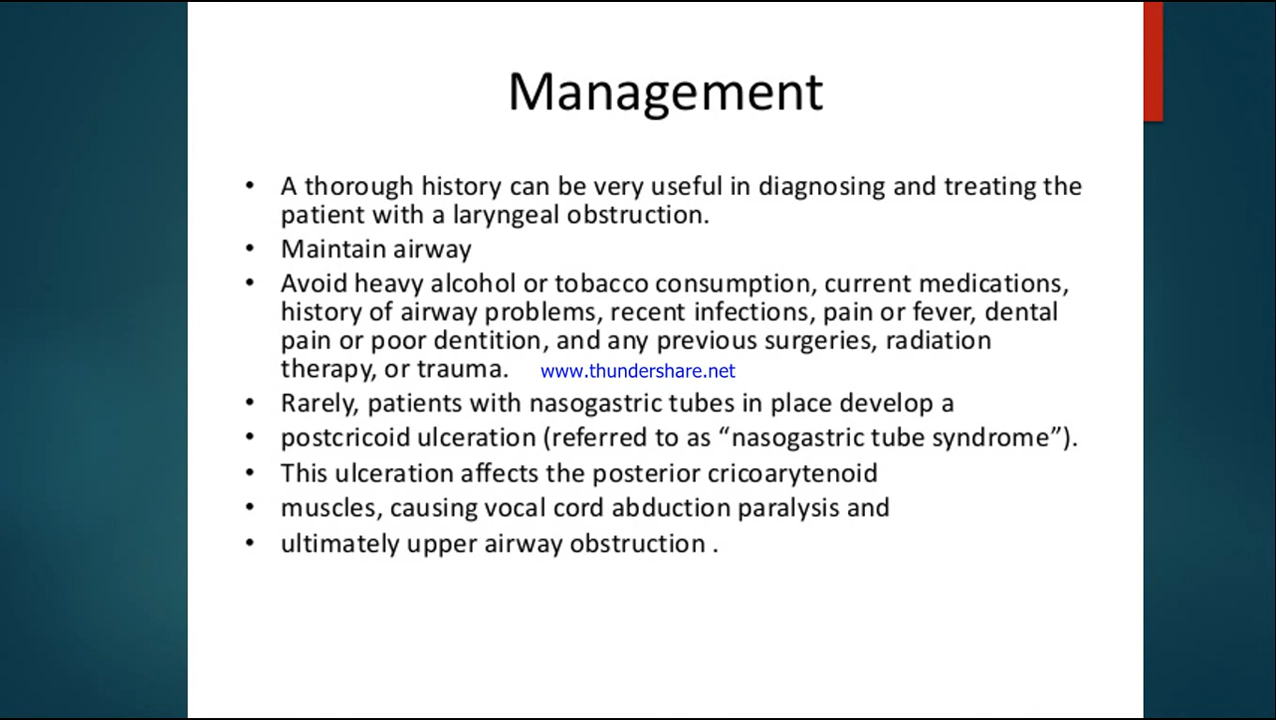 Management
• A thorough history can be very useful in diagnosing and treating the
patient with a laryngeal obstruction.
• Maintain airway
• Avoid heavy alcohol or tobacco consumption, current medications,
history of airway problems, recent infections, pain or fever, dental
pain or poor dentition, and any previous surgeries, radiation
therapy, or trauma. www.thundershare.net
• Rarely, patients with nasogastric tubes in place develop a
• postcricoid ulceration (referred to as “nasogastric tube syndrome”).
• This ulceration affects the posterior cricoarytenoid
• muscles, causing vocal cord abduction paralysis and
• ultimately upper airway obstruction .